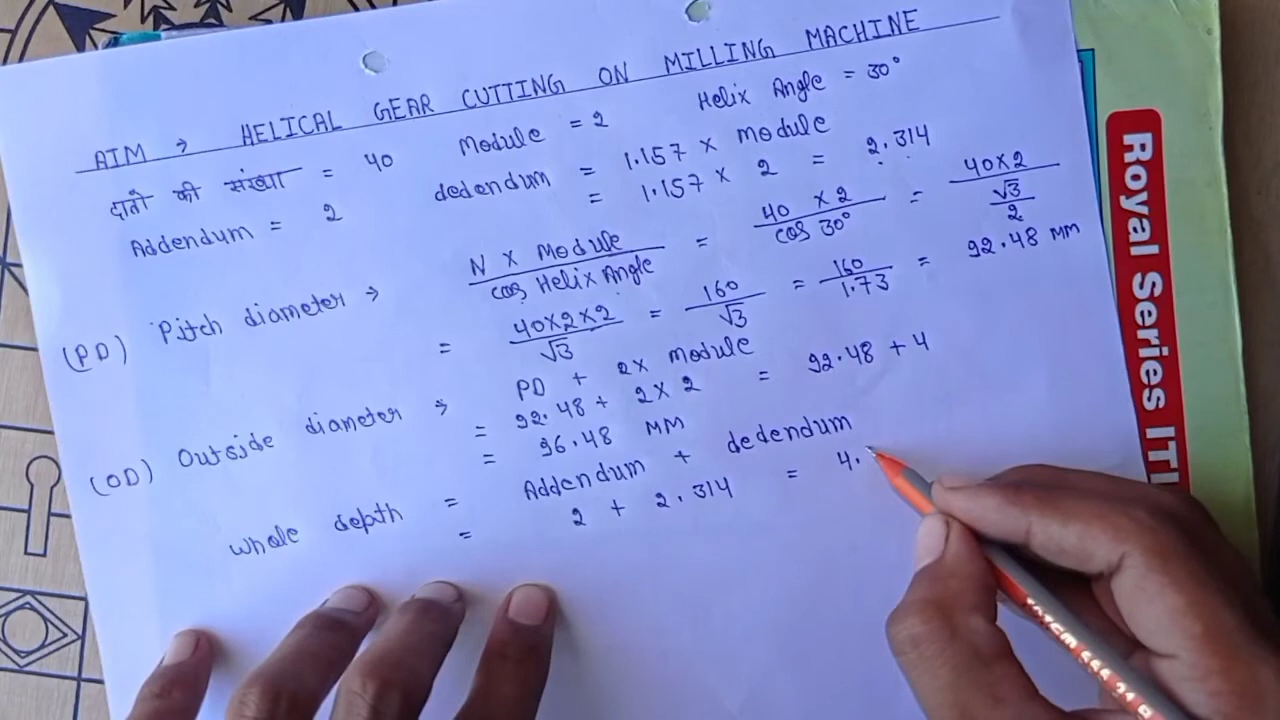 AIM → HELICAL GEAR CUTTING ON MILLING MACHINE
दातो की संख्या = 40 Module = 2 Helix Angle = 30°
Addendum = 2 dedendum = 1.157 × module
= 1.157 × 2 = 2.314
(PD) Pitch diameter → N × Module / cos Helix Angle = 40 × 2 / cos 30° = 40×2 / √3/2
= 40×2×2 / √3 = 160 / √3 = 160 / 1.73 = 92.48 MM
(OD) Outside diameter → PD + 2× Module
= 92.48 + 2×2 = 92.48 + 4
= 96.48 MM
Whole depth = Addendum + dedendum
= 2 + 2.314 = 4.
Royal Series ITI